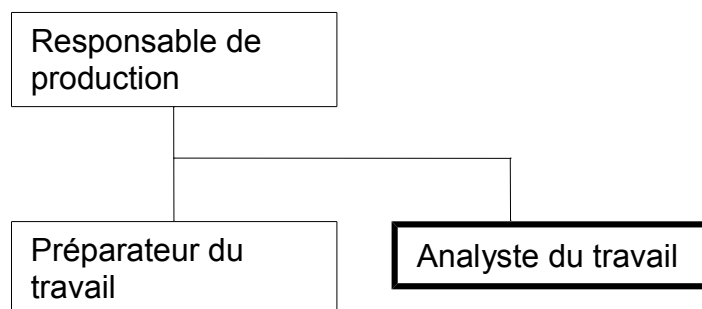 Responsable de
production
Préparateur du
travail
Analyste du travail